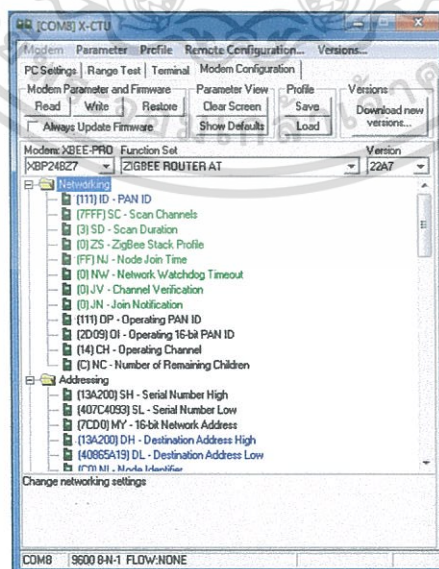 [COM8] X-CTU
Modem Parameter Profile Remote Configuration... Versions...
PC Settings Range Test Terminal Modem Configuration
Modem Parameter and Firmware Parameter View Profile Versions
Read Write Restore Clear Screen Save Download new versions...
Always Update Firmware Show Defaults Load
Modem: XBEE-PRO Function Set Version
XBP24BZ7 ZIGBEE ROUTER AT 22A7
Networking
(111) ID - PAN ID
(7FFF) SC - Scan Channels
(3) SD - Scan Duration
(0) ZS - ZigBee Stack Profile
(FF) NJ - Node Join Time
(0) NW - Network Watchdog Timeout
(0) JV - Channel Verification
(0) JN - Join Notification
(111) OP - Operating PAN ID
(2D09) OI - Operating 16-bit PAN ID
(14) CH - Operating Channel
(C) NC - Number of Remaining Children
Addressing
(13A200) SH - Serial Number High
(407C4093) SL - Serial Number Low
(7CD0) MY - 16-bit Network Address
(13A200) DH - Destination Address High
(40865A19) DL - Destination Address Low
NI - Node Identifier
Change networking settings
COM8 9600 8-N-1 FLOW:NONE